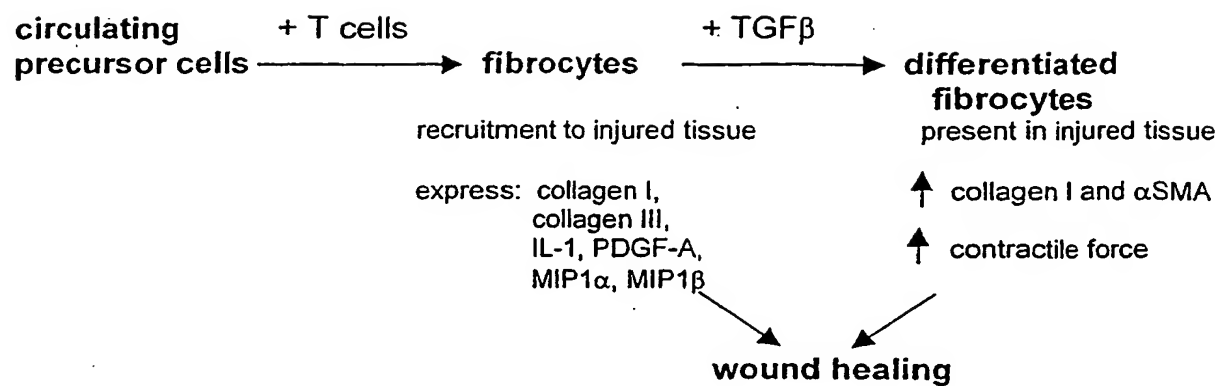 circulating + T cells + TGFβ
precursor cells fibrocytes differentiated
fibrocytes
recruitment to injured tissue present in injured tissue
express: collagen I, collagen I and αSMA
collagen III,
IL-1, PDGF-A, contractile force
MIP1α, MIP1β
wound healing